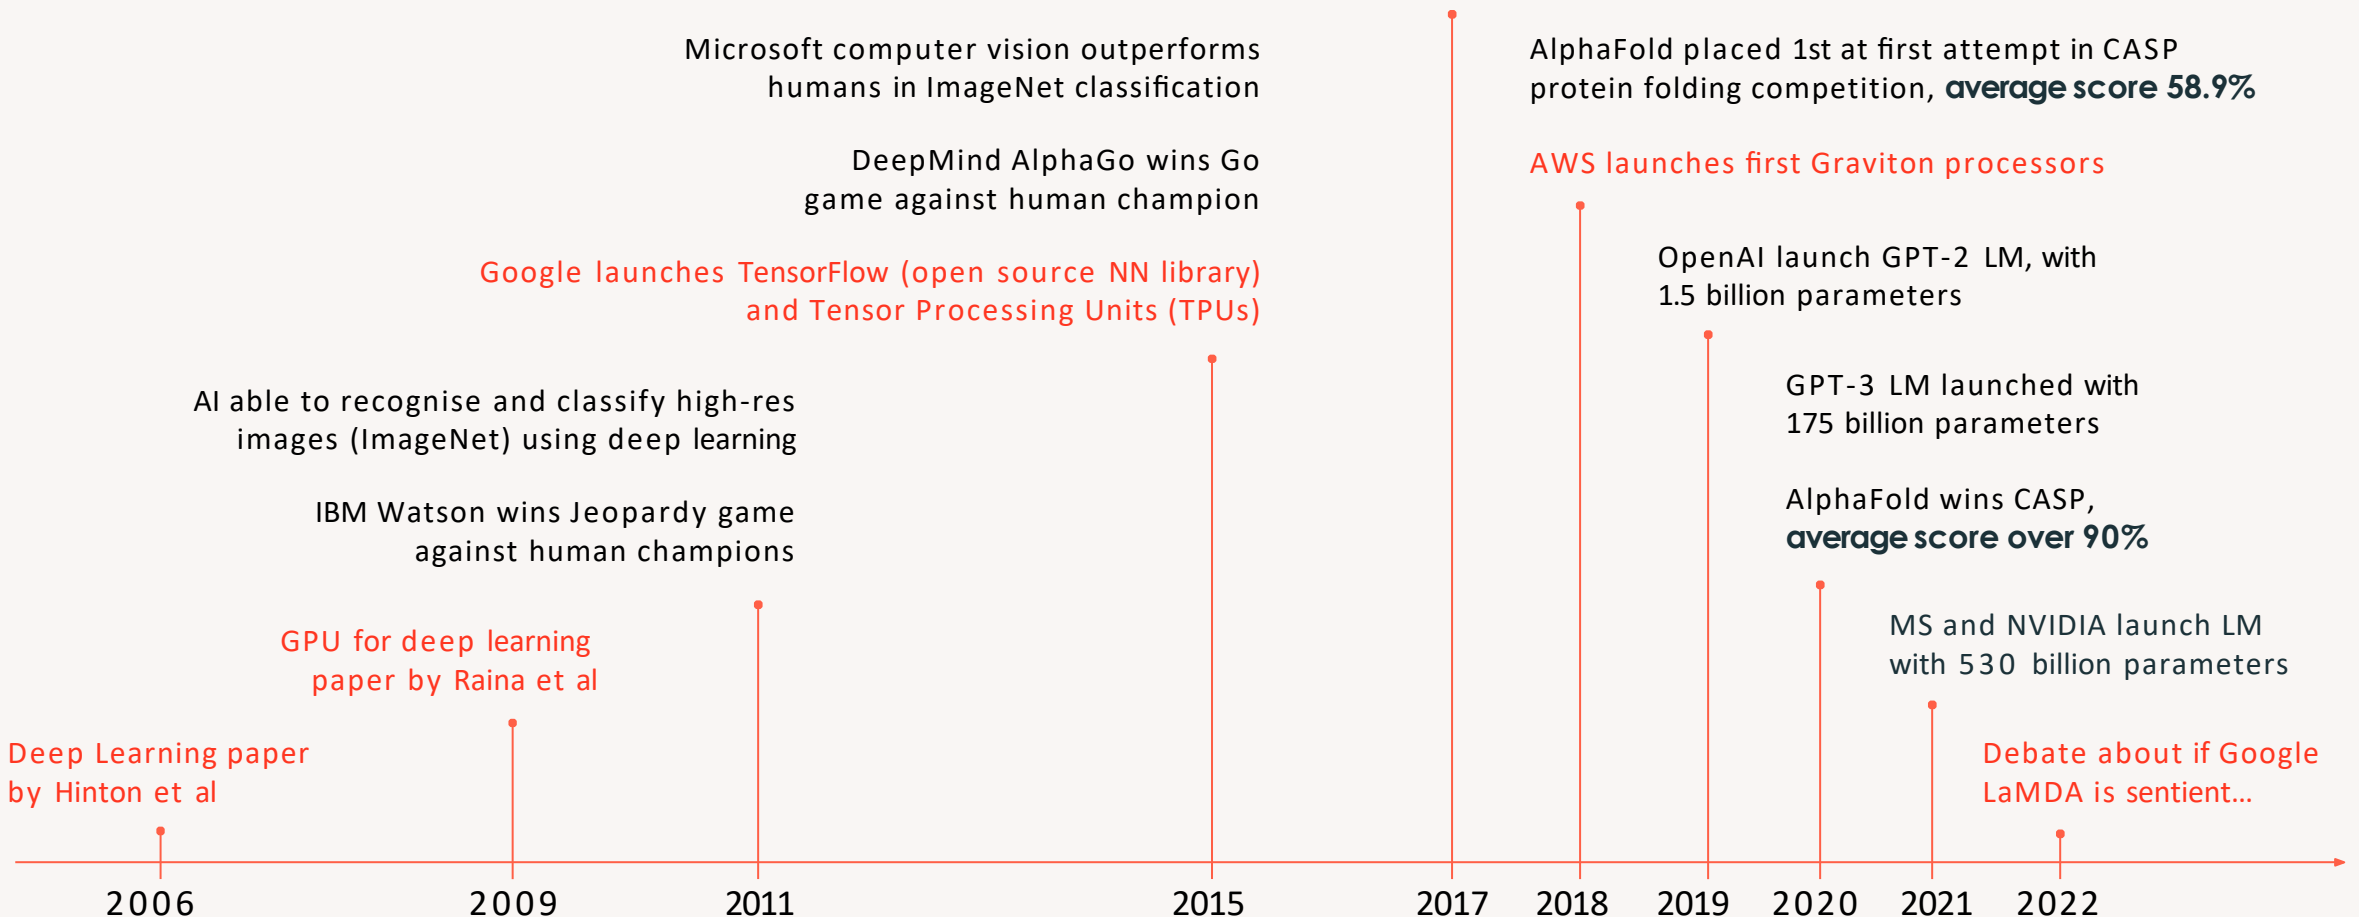 Microsoft computer vision outperforms
humans in ImageNet classification
DeepMind AlphaGo wins Go
game against human champion
Google launches TensorFlow (open source NN library)
and Tensor Processing Units (TPUs)
AlphaFold placed 1st at first attempt in CASP
protein folding competition, average score 58.9%
AWS launches first Graviton processors
OpenAI launch GPT-2 LM, with
1.5 billion parameters
AI able to recognise and classify high-res
images (ImageNet) using deep learning
IBM Watson wins Jeopardy game
against human champions
GPT-3 LM launched with
175 billion parameters
AlphaFold wins CASP,
average score over 90%
GPU for deep learning
paper by Raina et al
MS and NVIDIA launch LM
with 530 billion parameters
Deep Learning paper
by Hinton et al
Debate about if Google
LaMDA is sentient...
2006 2009 2011 2015 2017 2018 2019 2020 2021 2022